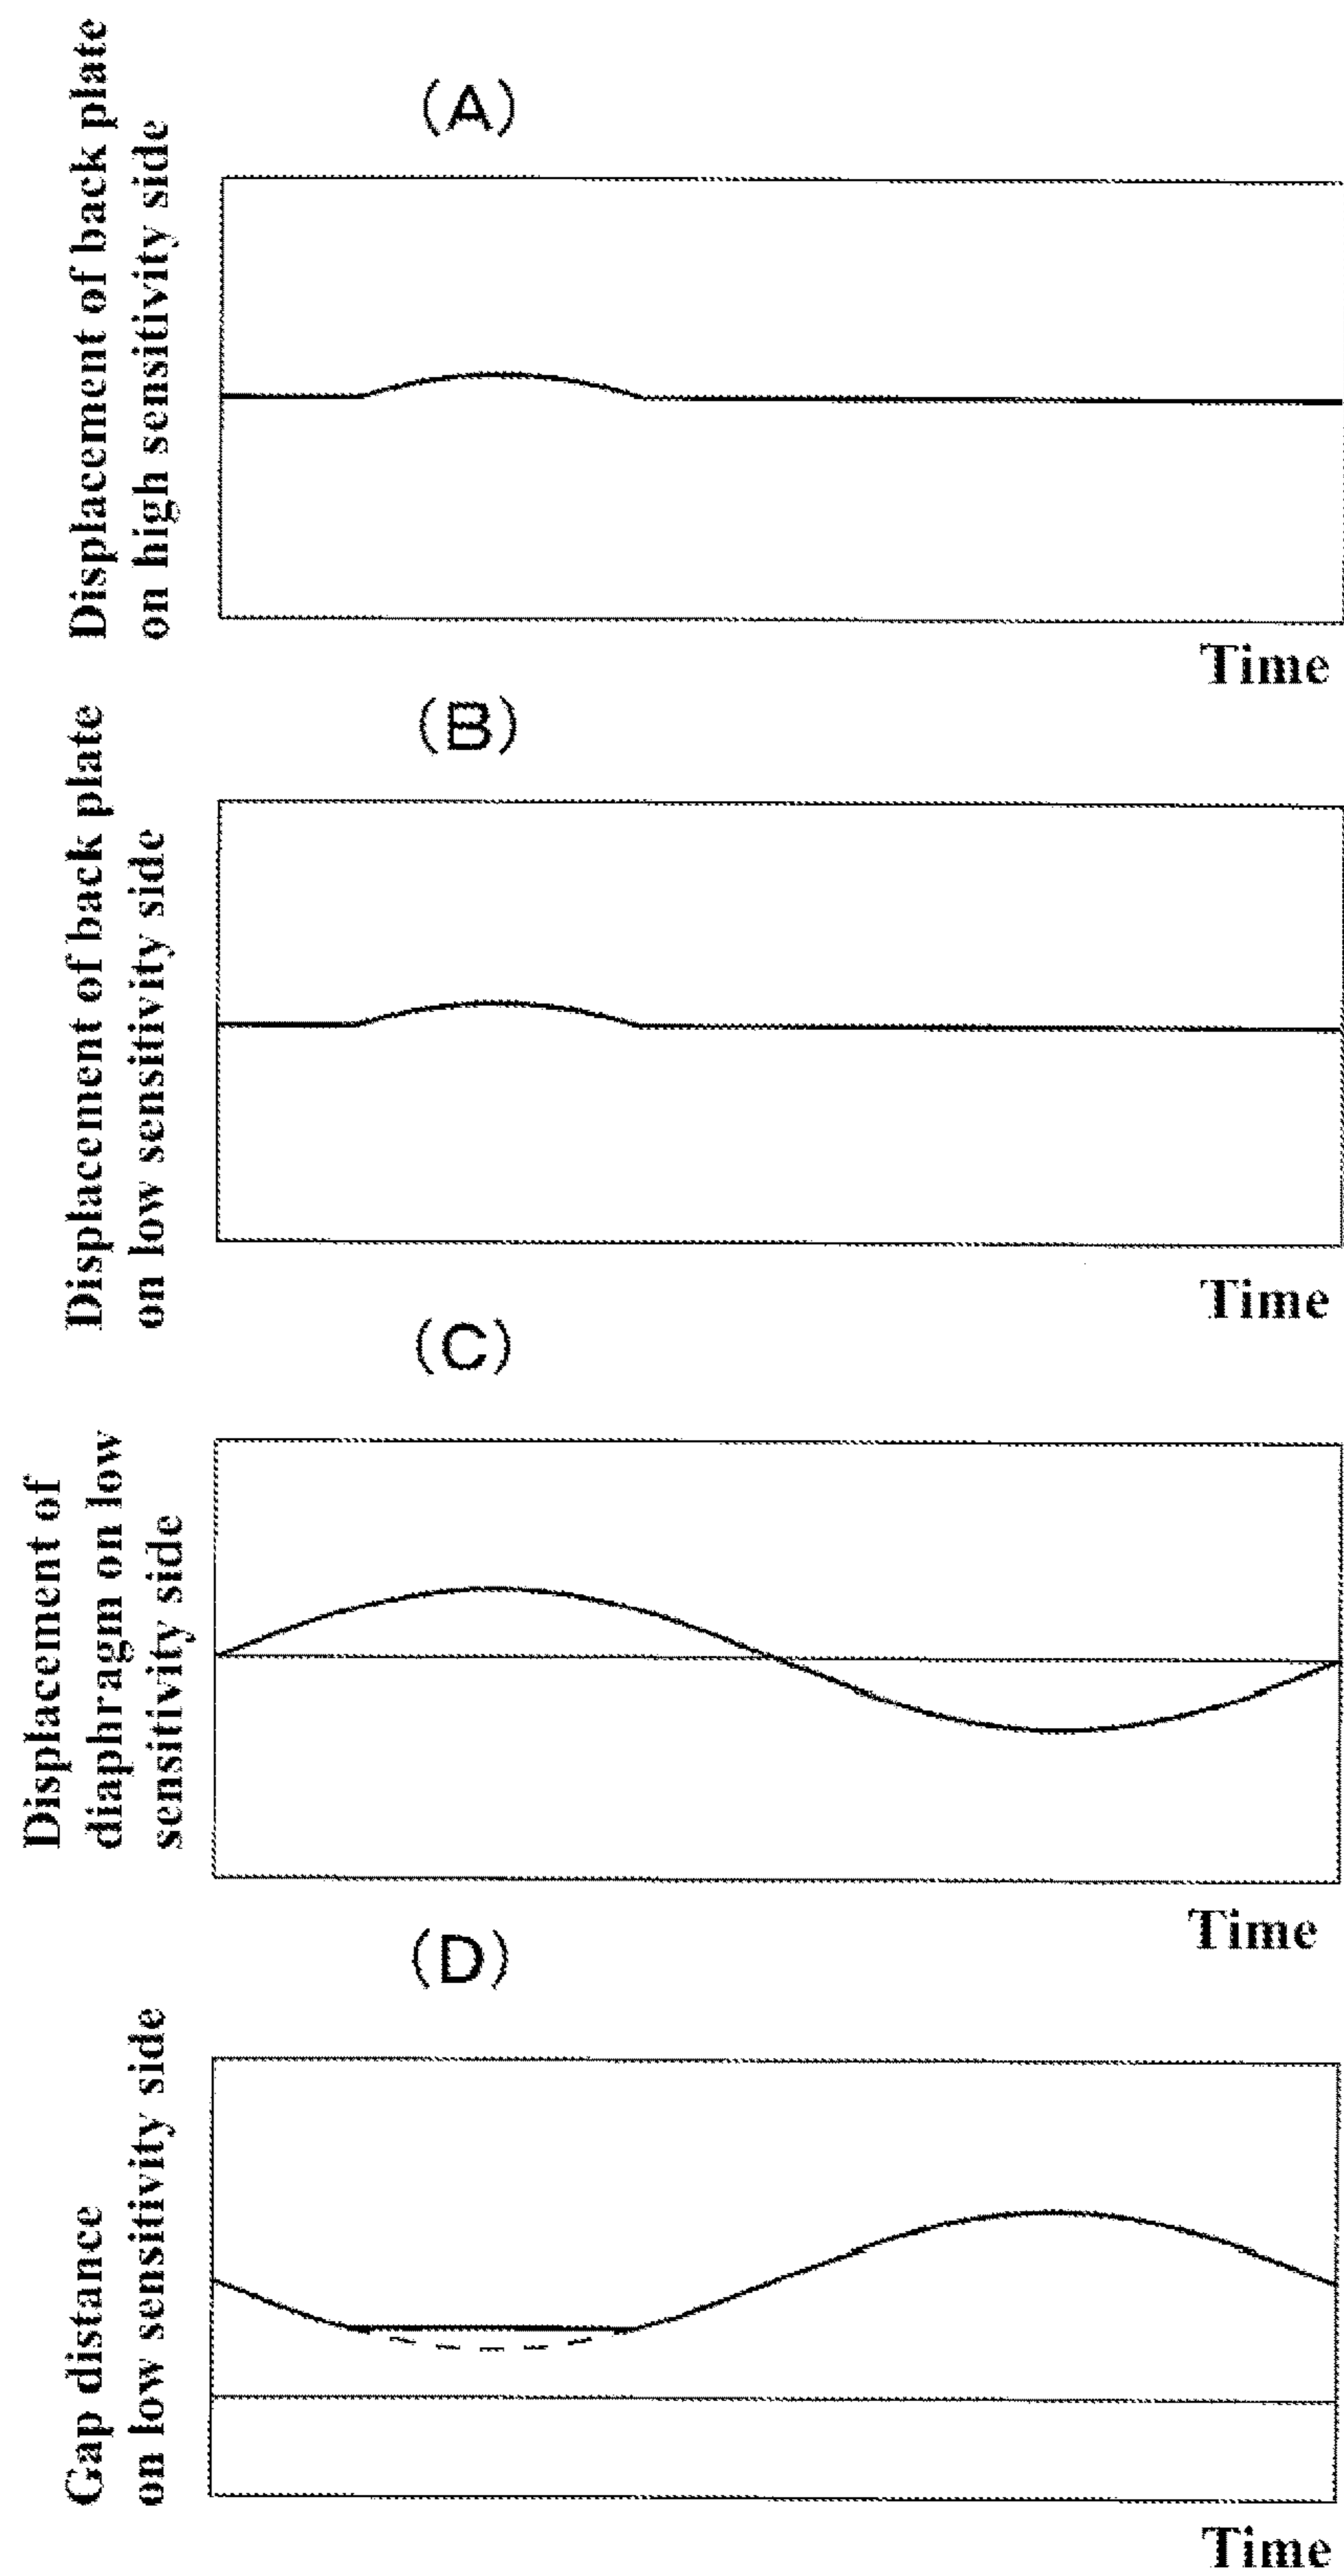 (A)
Displacement of back plate
on high sensitivity side
Time
(B)
Displacement of back plate
on low sensitivity side
Time
(C)
Displacement of
diaphragm on low
sensitivity side
Time
(D)
Gap distance
on low sensitivity side
Time